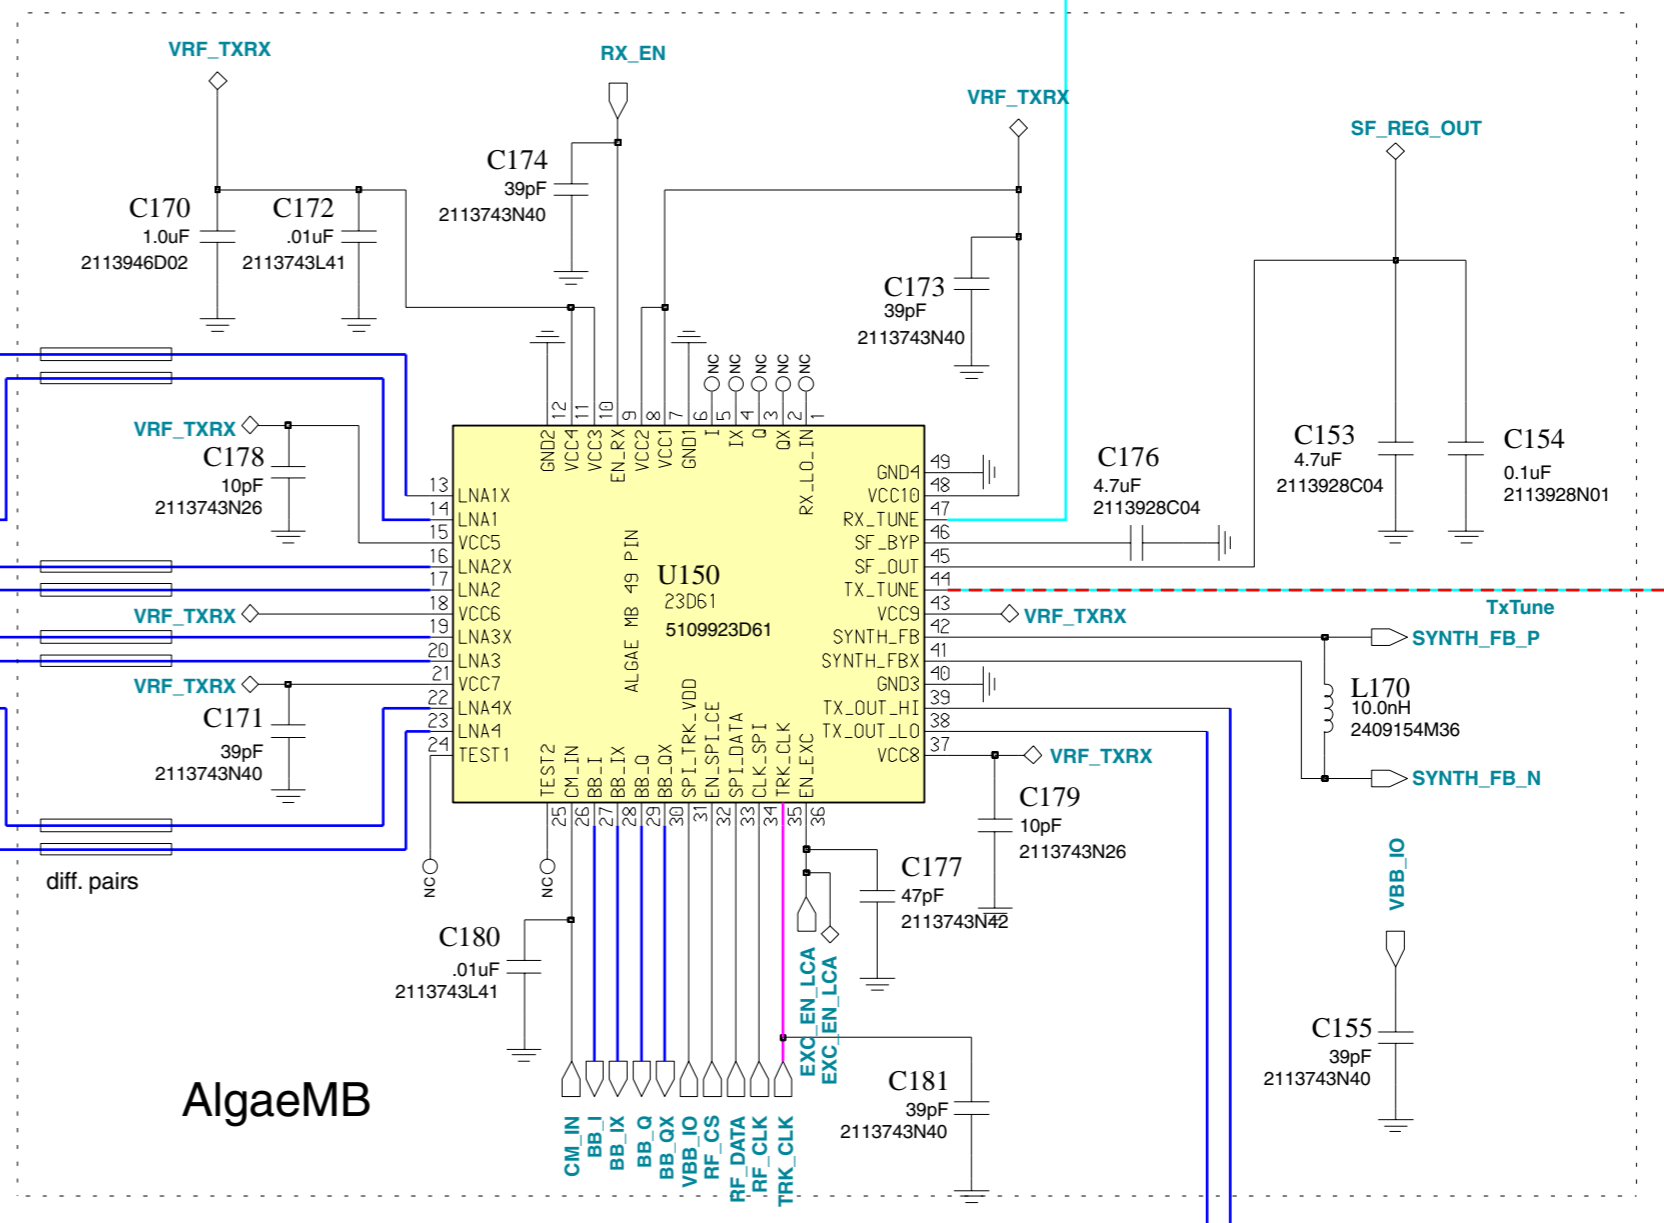 VRF_TXRX
RX_EN
VRF_TXRX
SF_REG_OUT
C174
39pF
2113743N40
C170
1.0uF
2113946D02
C172
.01uF
2113743L41
C173
39pF
2113743N40
NC
NC
NC
NC
NC
12
11
10
9
8
7
6
5
4
3
2
1
GND2
VCC4
VCC3
EN_RX
VCC2
VCC1
GND1
I
IX
Q
QX
RX_LO_IN
VRF_TXRX
C178
10pF
2113743N26
13
LNA1X
14
LNA1
15
VCC5
16
LNA2X
17
LNA2
VRF_TXRX
18
VCC6
19
LNA3X
20
LNA3
VRF_TXRX
21
VCC7
22
LNA4X
23
LNA4
24
TEST1
C171
39pF
2113743N40
diff. pairs
NC
ALGAE MB 49 PIN
U150
23D61
5109923D61
GND4
49
VCC10
48
RX_TUNE
47
SF_BYP
46
SF_OUT
45
TX_TUNE
44
VCC9
43
VRF_TXRX
SYNTH_FB
42
SYNTH_FBX
41
GND3
40
TX_OUT_HI
39
TX_OUT_LO
38
VCC8
37
VRF_TXRX
C176
4.7uF
2113928C04
C153
4.7uF
2113928C04
C154
0.1uF
2113928N01
TxTune
SYNTH_FB_P
L170
10.0nH
2409154M36
SYNTH_FB_N
TEST2
CM_IN
BB_I
BB_IX
BB_Q
BB_QX
SPI_TRK_VDD
EN_SPI_CE
SPI_DATA
CLK_SPI
TRK_CLK
EN_EXC
25
26
27
28
29
30
31
32
33
34
35
36
NC
C179
10pF
2113743N26
C177
47pF
2113743N42
VBB_IO
C180
.01uF
2113743L41
EXC_EN_LCA
EXC_EN_LCA
C155
39pF
2113743N40
C181
39pF
2113743N40
AlgaeMB
CM_IN
BB_I
BB_IX
BB_Q
BB_QX
VBB_IO
RF_CS
RF_DATA
RF_CLK
TRK_CLK